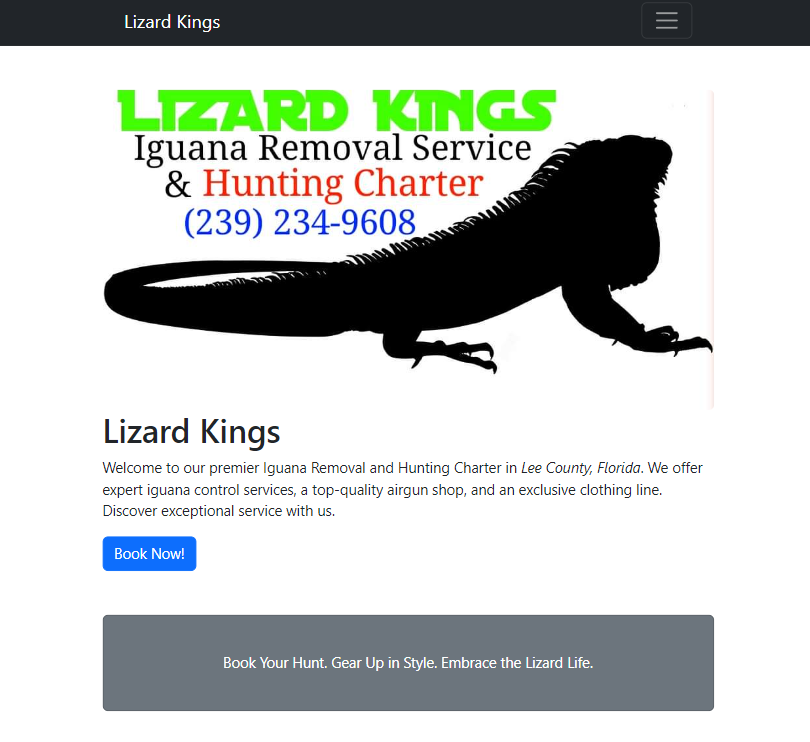 Lizard Kings
LIZARD KINGS
Iguana Removal Service
& Hunting Charter
(239) 234-9608
Lizard Kings
Welcome to our premier Iguana Removal and Hunting Charter in Lee County, Florida. We offer
expert iguana control services, a top-quality airgun shop, and an exclusive clothing line.
Discover exceptional service with us.
Book Now!
Book Your Hunt. Gear Up in Style. Embrace the Lizard Life.